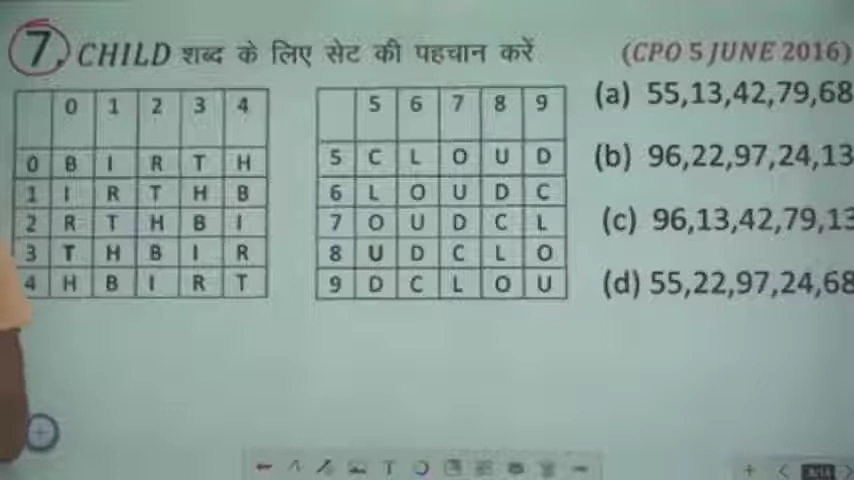 7. CHILD शब्द के लिए सेट की पहचान करें (CPO 5 JUNE 2016)
0 1 2 3 4
0 B I R T H
1 I R T H B
2 R T H B I
3 T H B I R
4 H B I R T
5 6 7 8 9
5 C L O U D
6 L O U D C
7 O U D C L
8 U D C L O
9 D C L O U
(a) 55,13,42,79,68
(b) 96,22,97,24,13
(c) 96,13,42,79,13
(d) 55,22,97,24,68